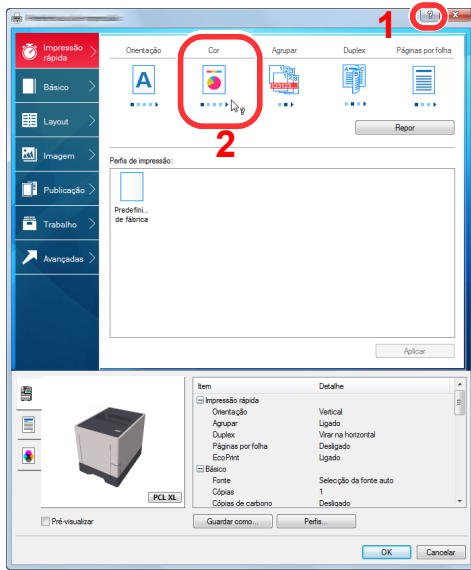 1
?
Impressão
rápida
Básico
Layout
Imagem
Publicação
Trabalho
Avançadas
Orientação
Cor
Agrupar
Duplex
Páginas por folha
A
123123
A
?
2
Repor
Perfis de impressão:
Predefini...
de fábrica
Aplicar
PCL XL
Pré-visualizar
Item Detalhe
Impressão rápida
Orientação Vertical
Agrupar Ligado
Duplex Virar na horizontal
Páginas por folha Desligado
EcoPrint Ligado
Básico
Fonte Selecção da fonte auto
Cópias 1
Cópias de carbono Desligado
Guardar como...
Perfis...
OK
Cancelar